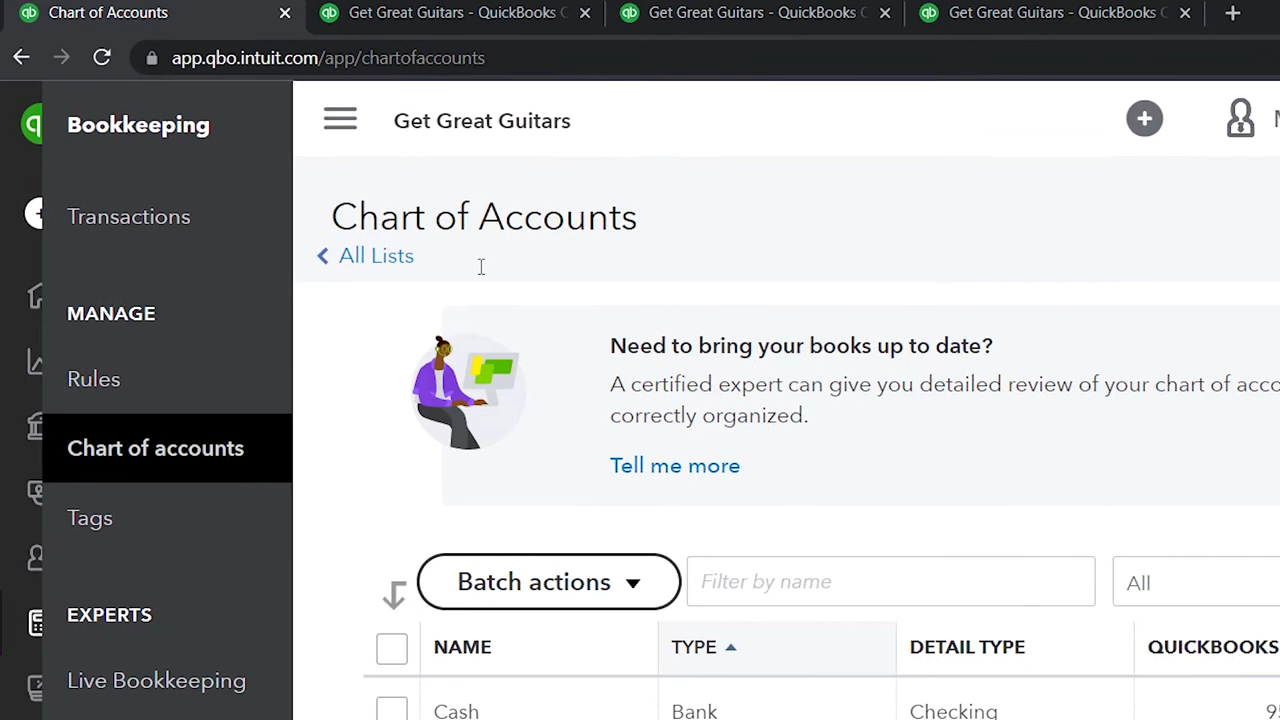 Chart of Accounts
Get Great Guitars - QuickBooks
Get Great Guitars - QuickBooks
Get Great Guitars - QuickBooks
app.qbo.intuit.com/app/chartofaccounts
Bookkeeping
Transactions
MANAGE
Rules
Chart of accounts
Tags
EXPERTS
Live Bookkeeping
Get Great Guitars
Chart of Accounts
All Lists
Need to bring your books up to date?
A certified expert can give you detailed review of your chart of acco
correctly organized.
Tell me more
Batch actions
Filter by name
All
NAME
TYPE
DETAIL TYPE
QUICKBOOKS
Cash
Bank
Checking